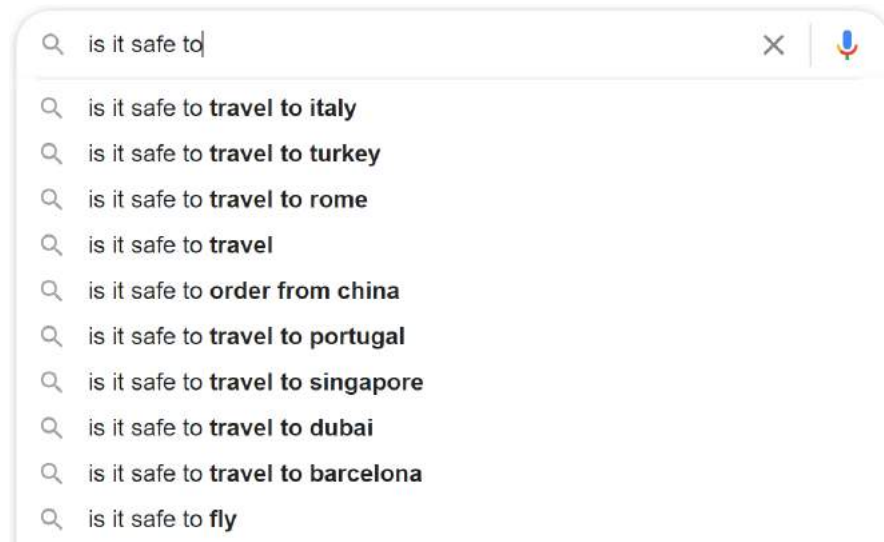 is it safe to
is it safe to travel to italy
is it safe to travel to turkey
is it safe to travel to rome
is it safe to travel
is it safe to order from china
is it safe to travel to portugal
is it safe to travel to singapore
is it safe to travel to dubai
is it safe to travel to barcelona
is it safe to fly